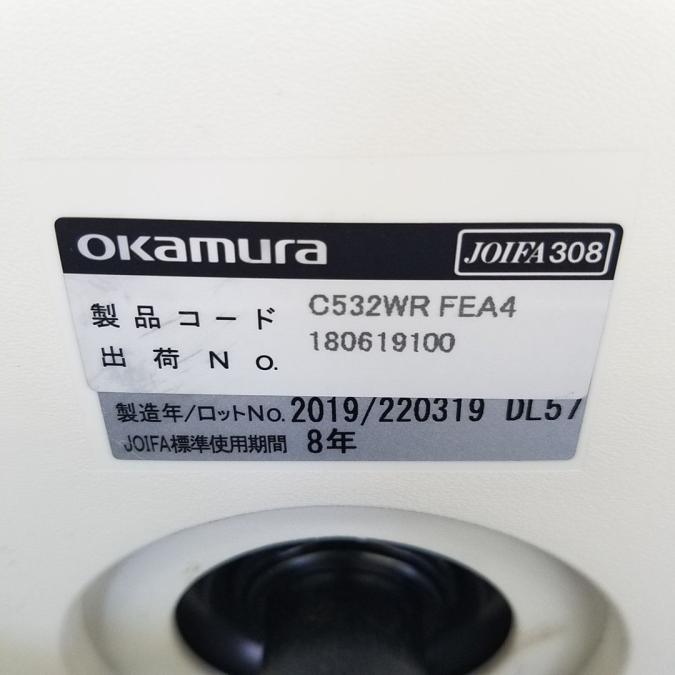 okamura
JOIFA308
製品コード C532WR FEA4
出荷No. 180619100
製造年/ロットNo. 2019/220319 DL57
JOIFA標準使用期間 8年